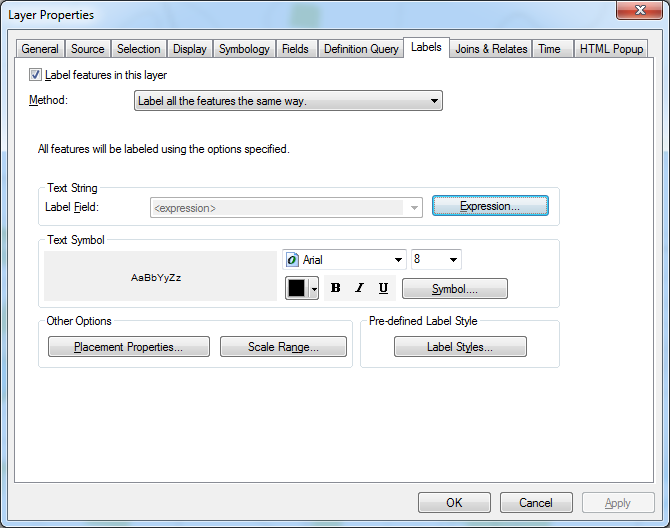 Layer Properties
General Source Selection Display Symbology Fields Definition Query Labels Joins & Relates Time HTML Popup
Label features in this layer
Method: Label all the features the same way.
All features will be labeled using the options specified.
Text String
Label Field: <expression> Expression...
Text Symbol
AaBbYyZz
Arial 8
B I U Symbol....
Other Options Pre-defined Label Style
Placement Properties... Scale Range... Label Styles...
OK Cancel Apply